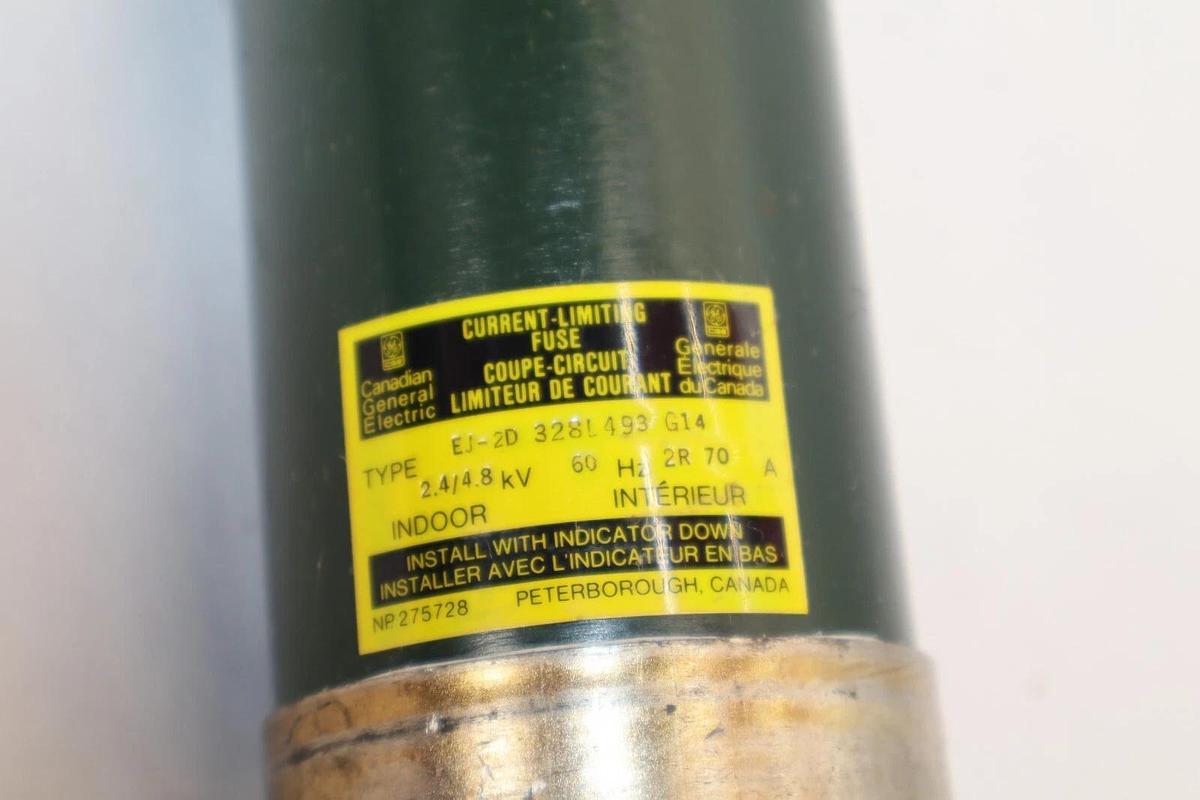 CURRENT-LIMITING
FUSE
COUPE-CIRCUIT
LIMITEUR DE COURANT
Canadian
General
Electric
Générale
Électrique
du Canada
TYPE EJ-2D 328L493 G14
2.4/4.8 kV 60 Hz 2R 70 A
INDOOR INTÉRIEUR
INSTALL WITH INDICATOR DOWN
INSTALLER AVEC L'INDICATEUR EN BAS
NP 275728 PETERBOROUGH, CANADA